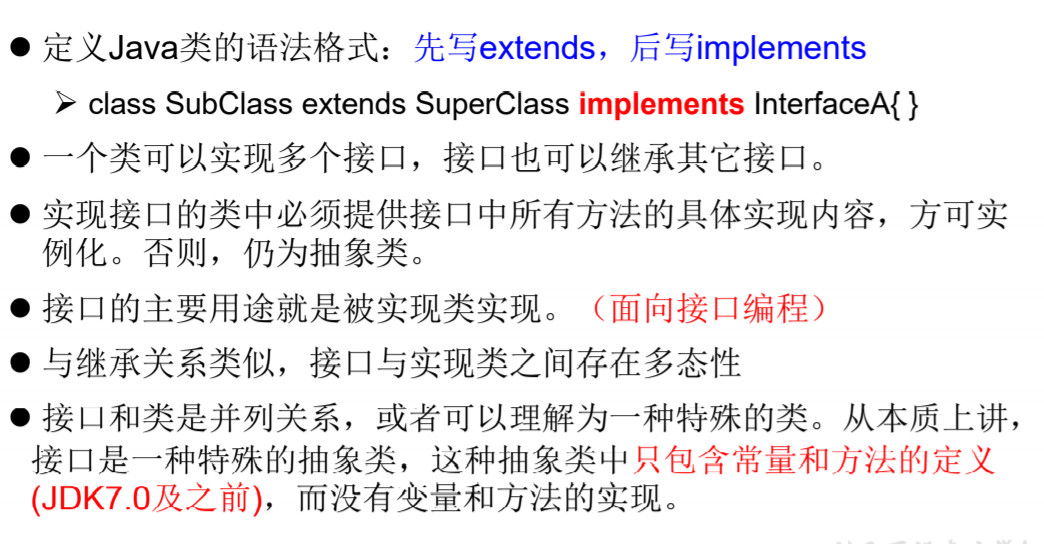 ● 定义Java类的语法格式：先写extends，后写implements
➢ class SubClass extends SuperClass implements InterfaceA{ }
● 一个类可以实现多个接口，接口也可以继承其它接口。
● 实现接口的类中必须提供接口中所有方法的具体实现内容，方可实
例化。否则，仍为抽象类。
● 接口的主要用途就是被实现类实现。（面向接口编程）
● 与继承关系类似，接口与实现类之间存在多态性
● 接口和类是并列关系，或者可以理解为一种特殊的类。从本质上讲，
接口是一种特殊的抽象类，这种抽象类中只包含常量和方法的定义
(JDK7.0及之前)，而没有变量和方法的实现。